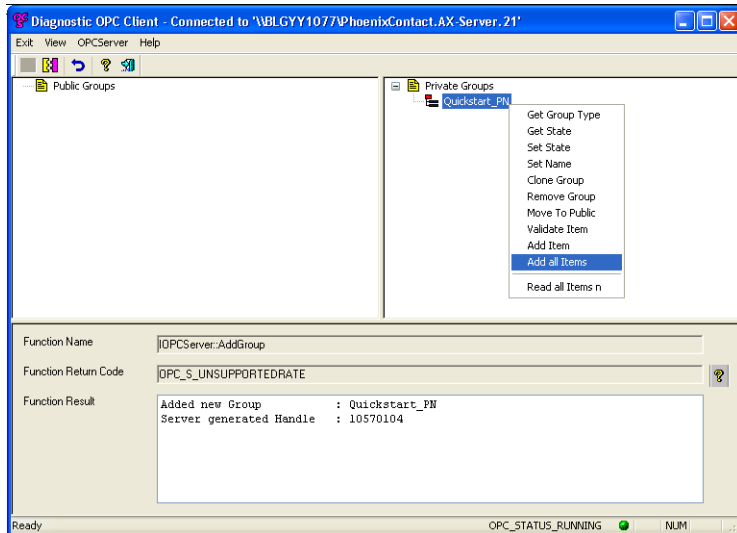 Diagnostic OPC Client - Connected to '\\BLGYY1077\PhoenixContact.AX-Server.21'
Exit View OPCServer Help
Public Groups
Private Groups
Quickstart_PN
Get Group Type
Get State
Set State
Set Name
Clone Group
Remove Group
Move To Public
Validate Item
Add Item
Add all Items
Read all Items n
Function Name
IOPCServer::AddGroup
Function Return Code
OPC_S_UNSUPPORTEDRATE
Function Result
Added new Group : Quickstart_PN
Server generated Handle : 10570104
Ready OPC_STATUS_RUNNING NUM